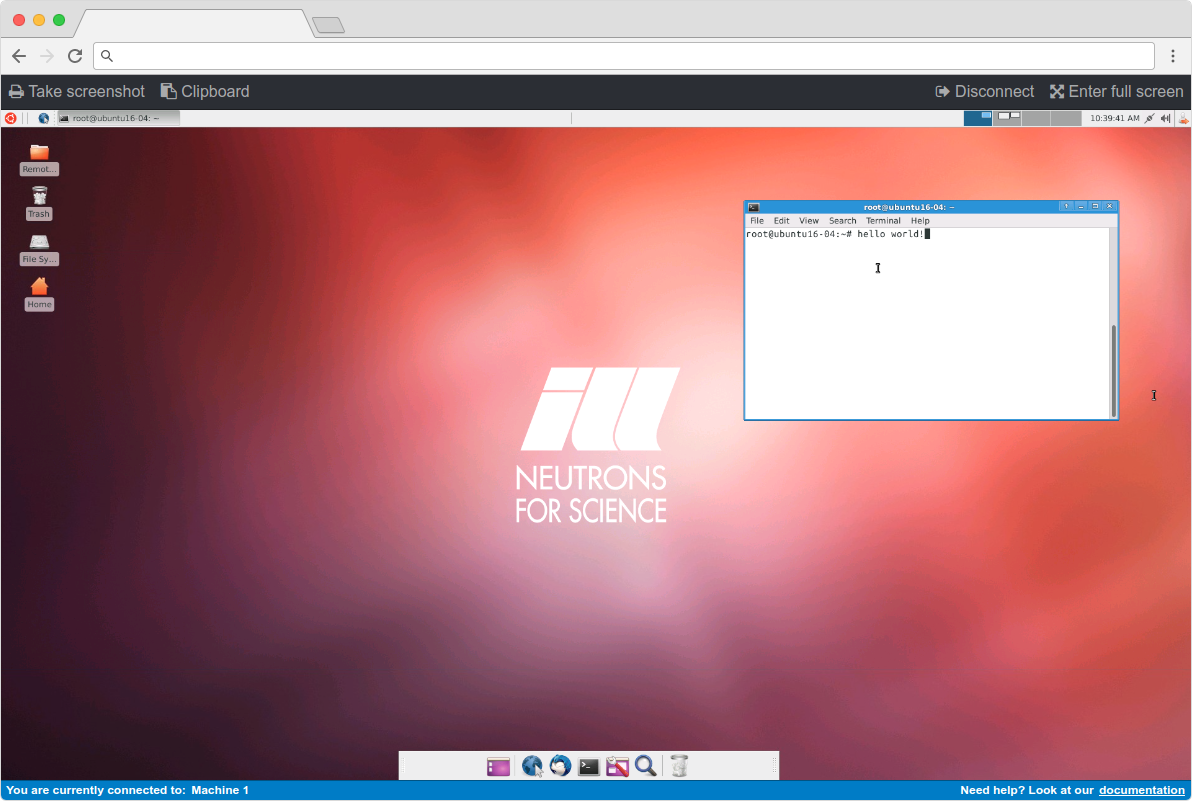 Take screenshot Clipboard Disconnect Enter full screen
root@ubuntu16-04: ~ 10:39:41 AM
Remot...
Trash
File Sy...
Home
root@ubuntu16-04: ~
File Edit View Search Terminal Help
root@ubuntu16-04:~# hello world!
ill
NEUTRONS
FOR SCIENCE
You are currently connected to: Machine 1 Need help? Look at our documentation